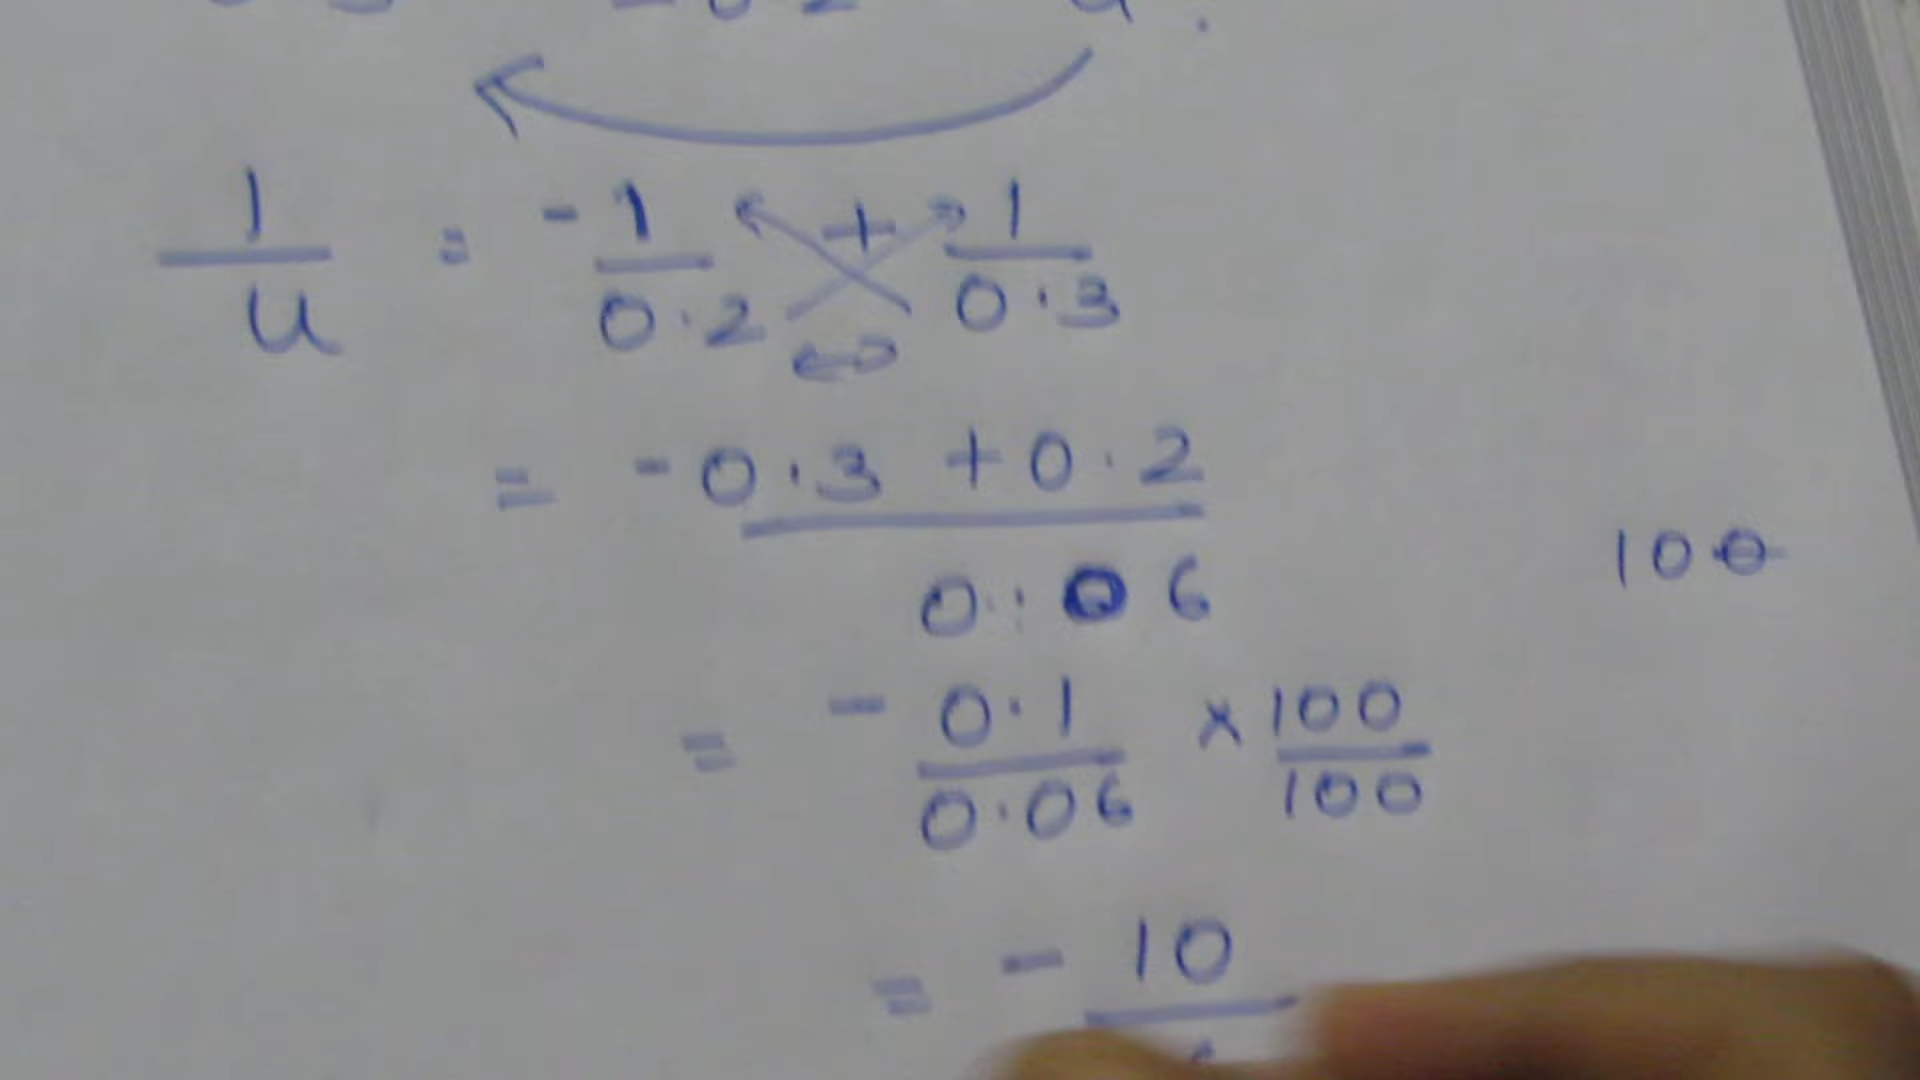 1/u = -1/0.2 + 1/0.3
= -0.3 + 0.2 / 0.06
100
= - 0.1/0.06 x 100/100
= - 10/